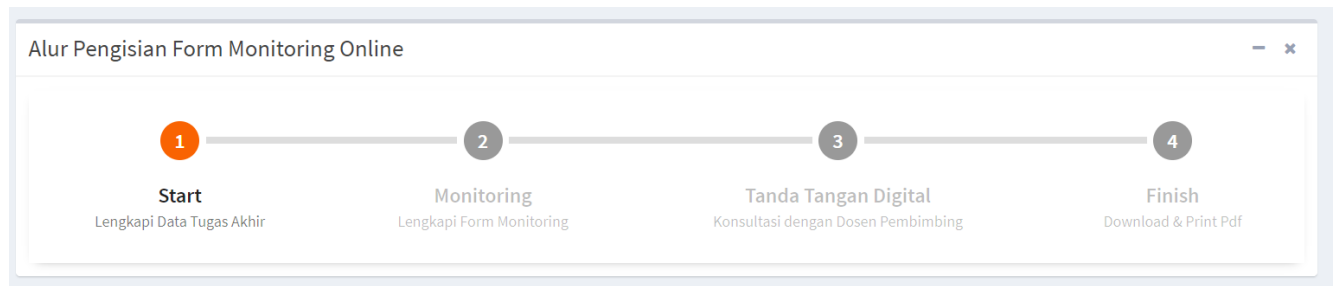 Alur Pengisian Form Monitoring Online
1
2
3
4
Start
Monitoring
Tanda Tangan Digital
Finish
Lengkapi Data Tugas Akhir
Lengkapi Form Monitoring
Konsultasi dengan Dosen Pembimbing
Download & Print Pdf